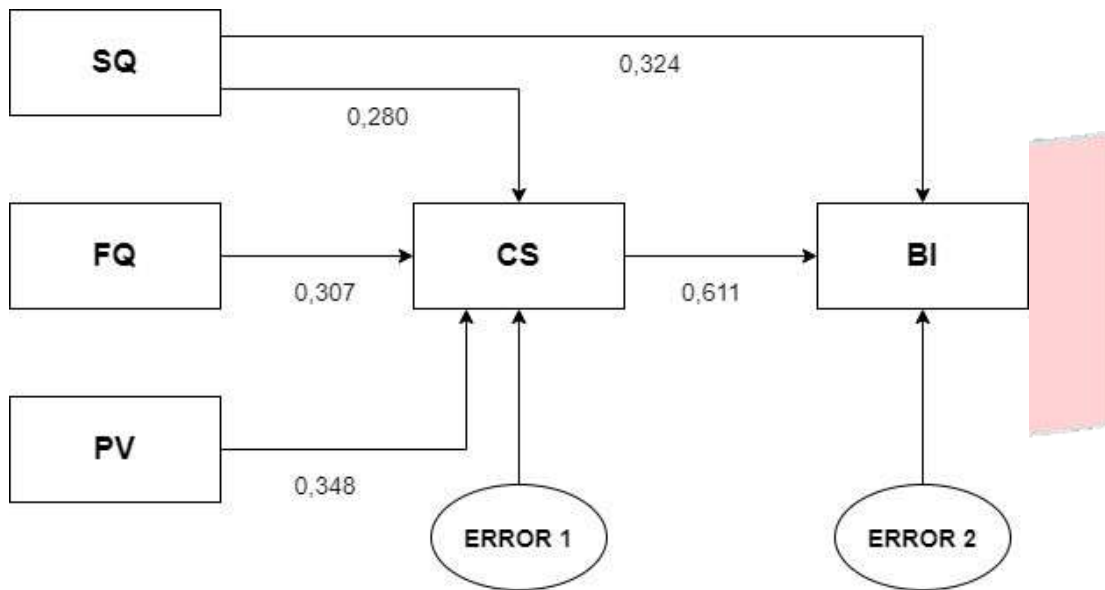 SQ
0,324
0,280
FQ
CS
BI
0,307
0,611
PV
0,348
ERROR 1
ERROR 2